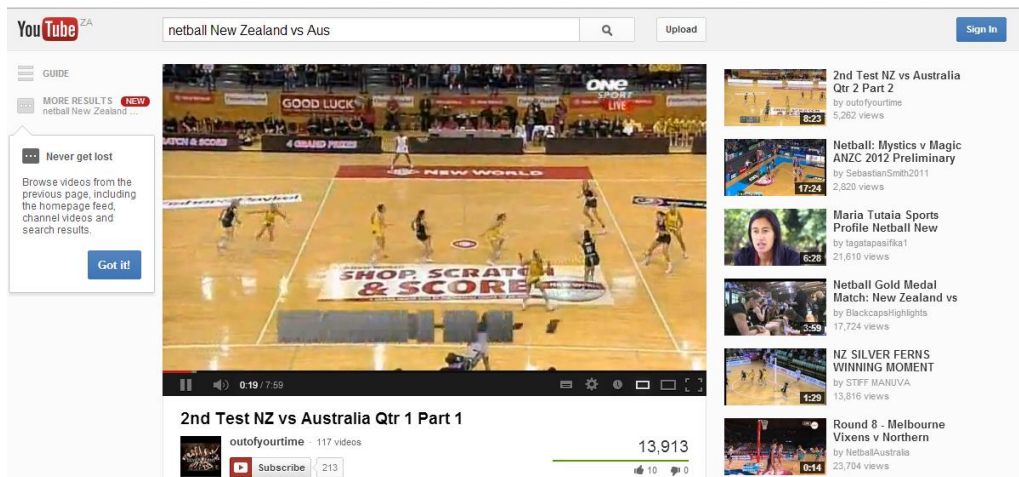 YouTube ZA
netball New Zealand vs Aus
Upload
Sign In
GUIDE
MORE RESULTS NEW
netball New Zealand ...
Never get lost
Browse videos from the
previous page, including
the homepage feed,
channel videos and
search results.
Got it!
one
SPORT
LIVE
GOOD LUCK
4 GRAND PRIZES
NEW WORLD
SHOP, SCRATCH
& SCORE
0:19 / 7:59
2nd Test NZ vs Australia Qtr 1 Part 1
outofyourtime · 117 videos
Subscribe 213
13,913
10 0
2nd Test NZ vs Australia
Qtr 2 Part 2
by outofyourtime
5,262 views
8:23
Netball: Mystics v Magic
ANZC 2012 Preliminary
by SebastianSmith2011
2,820 views
17:24
Maria Tutaia Sports
Profile Netball New
by tagatapasifika1
21,610 views
6:28
Netball Gold Medal
Match: New Zealand vs
by BlackcapsHighlights
17,724 views
3:59
NZ SILVER FERNS
WINNING MOMENT
by STIFF MANUVA
13,816 views
1:29
Round 8 - Melbourne
Vixens v Northern
by NetballAustralia
23,704 views
0:14